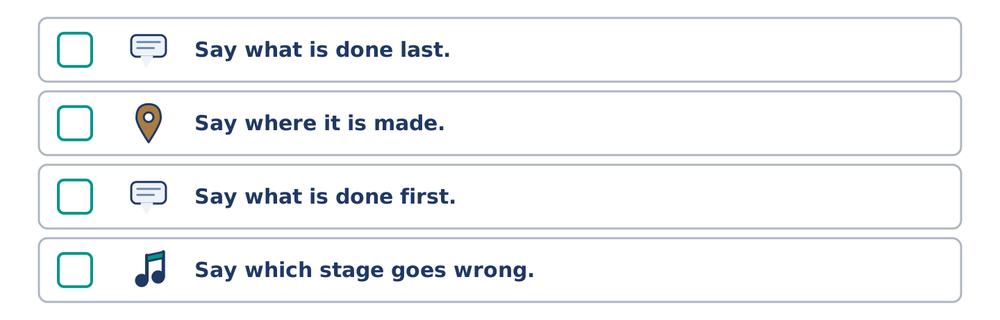 Say what is done last.
Say where it is made.
Say what is done first.
Say which stage goes wrong.